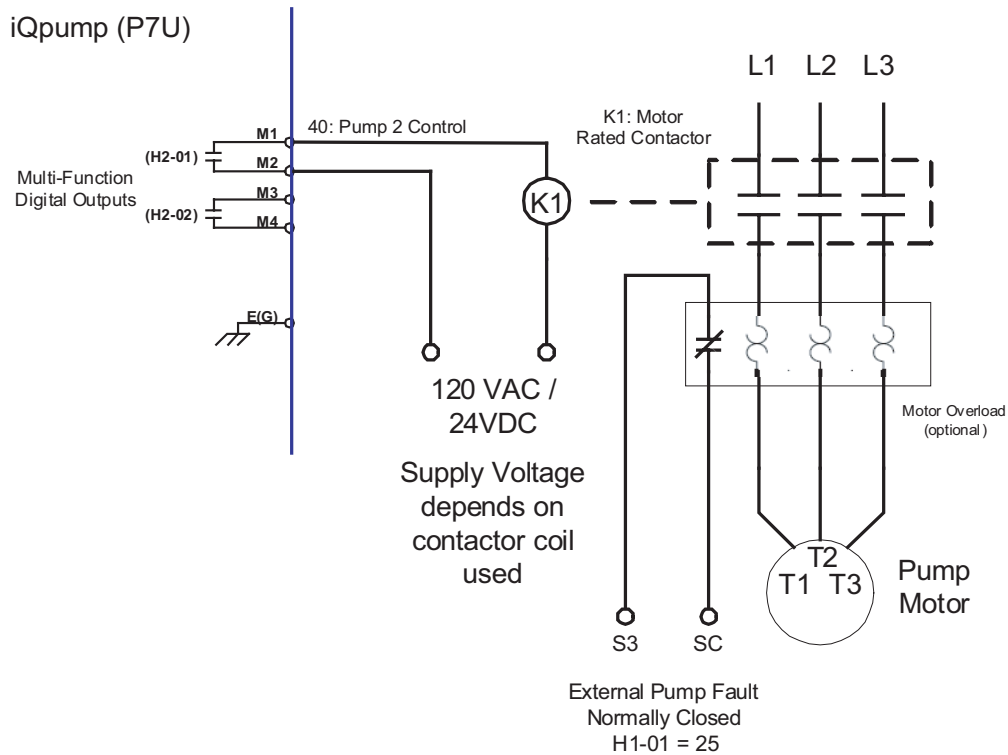 iQpump (P7U)
L1 L2 L3
K1: Motor
Rated Contactor
40: Pump 2 Control
M1
(H2-01)
M2
Multi-Function
Digital Outputs
M3
(H2-02)
M4
K1
E(G)
120 VAC /
24VDC
Supply Voltage
depends on
contactor coil
used
Motor Overload
(optional)
T1 T2 T3
Pump
Motor
S3 SC
External Pump Fault
Normally Closed
H1-01 = 25